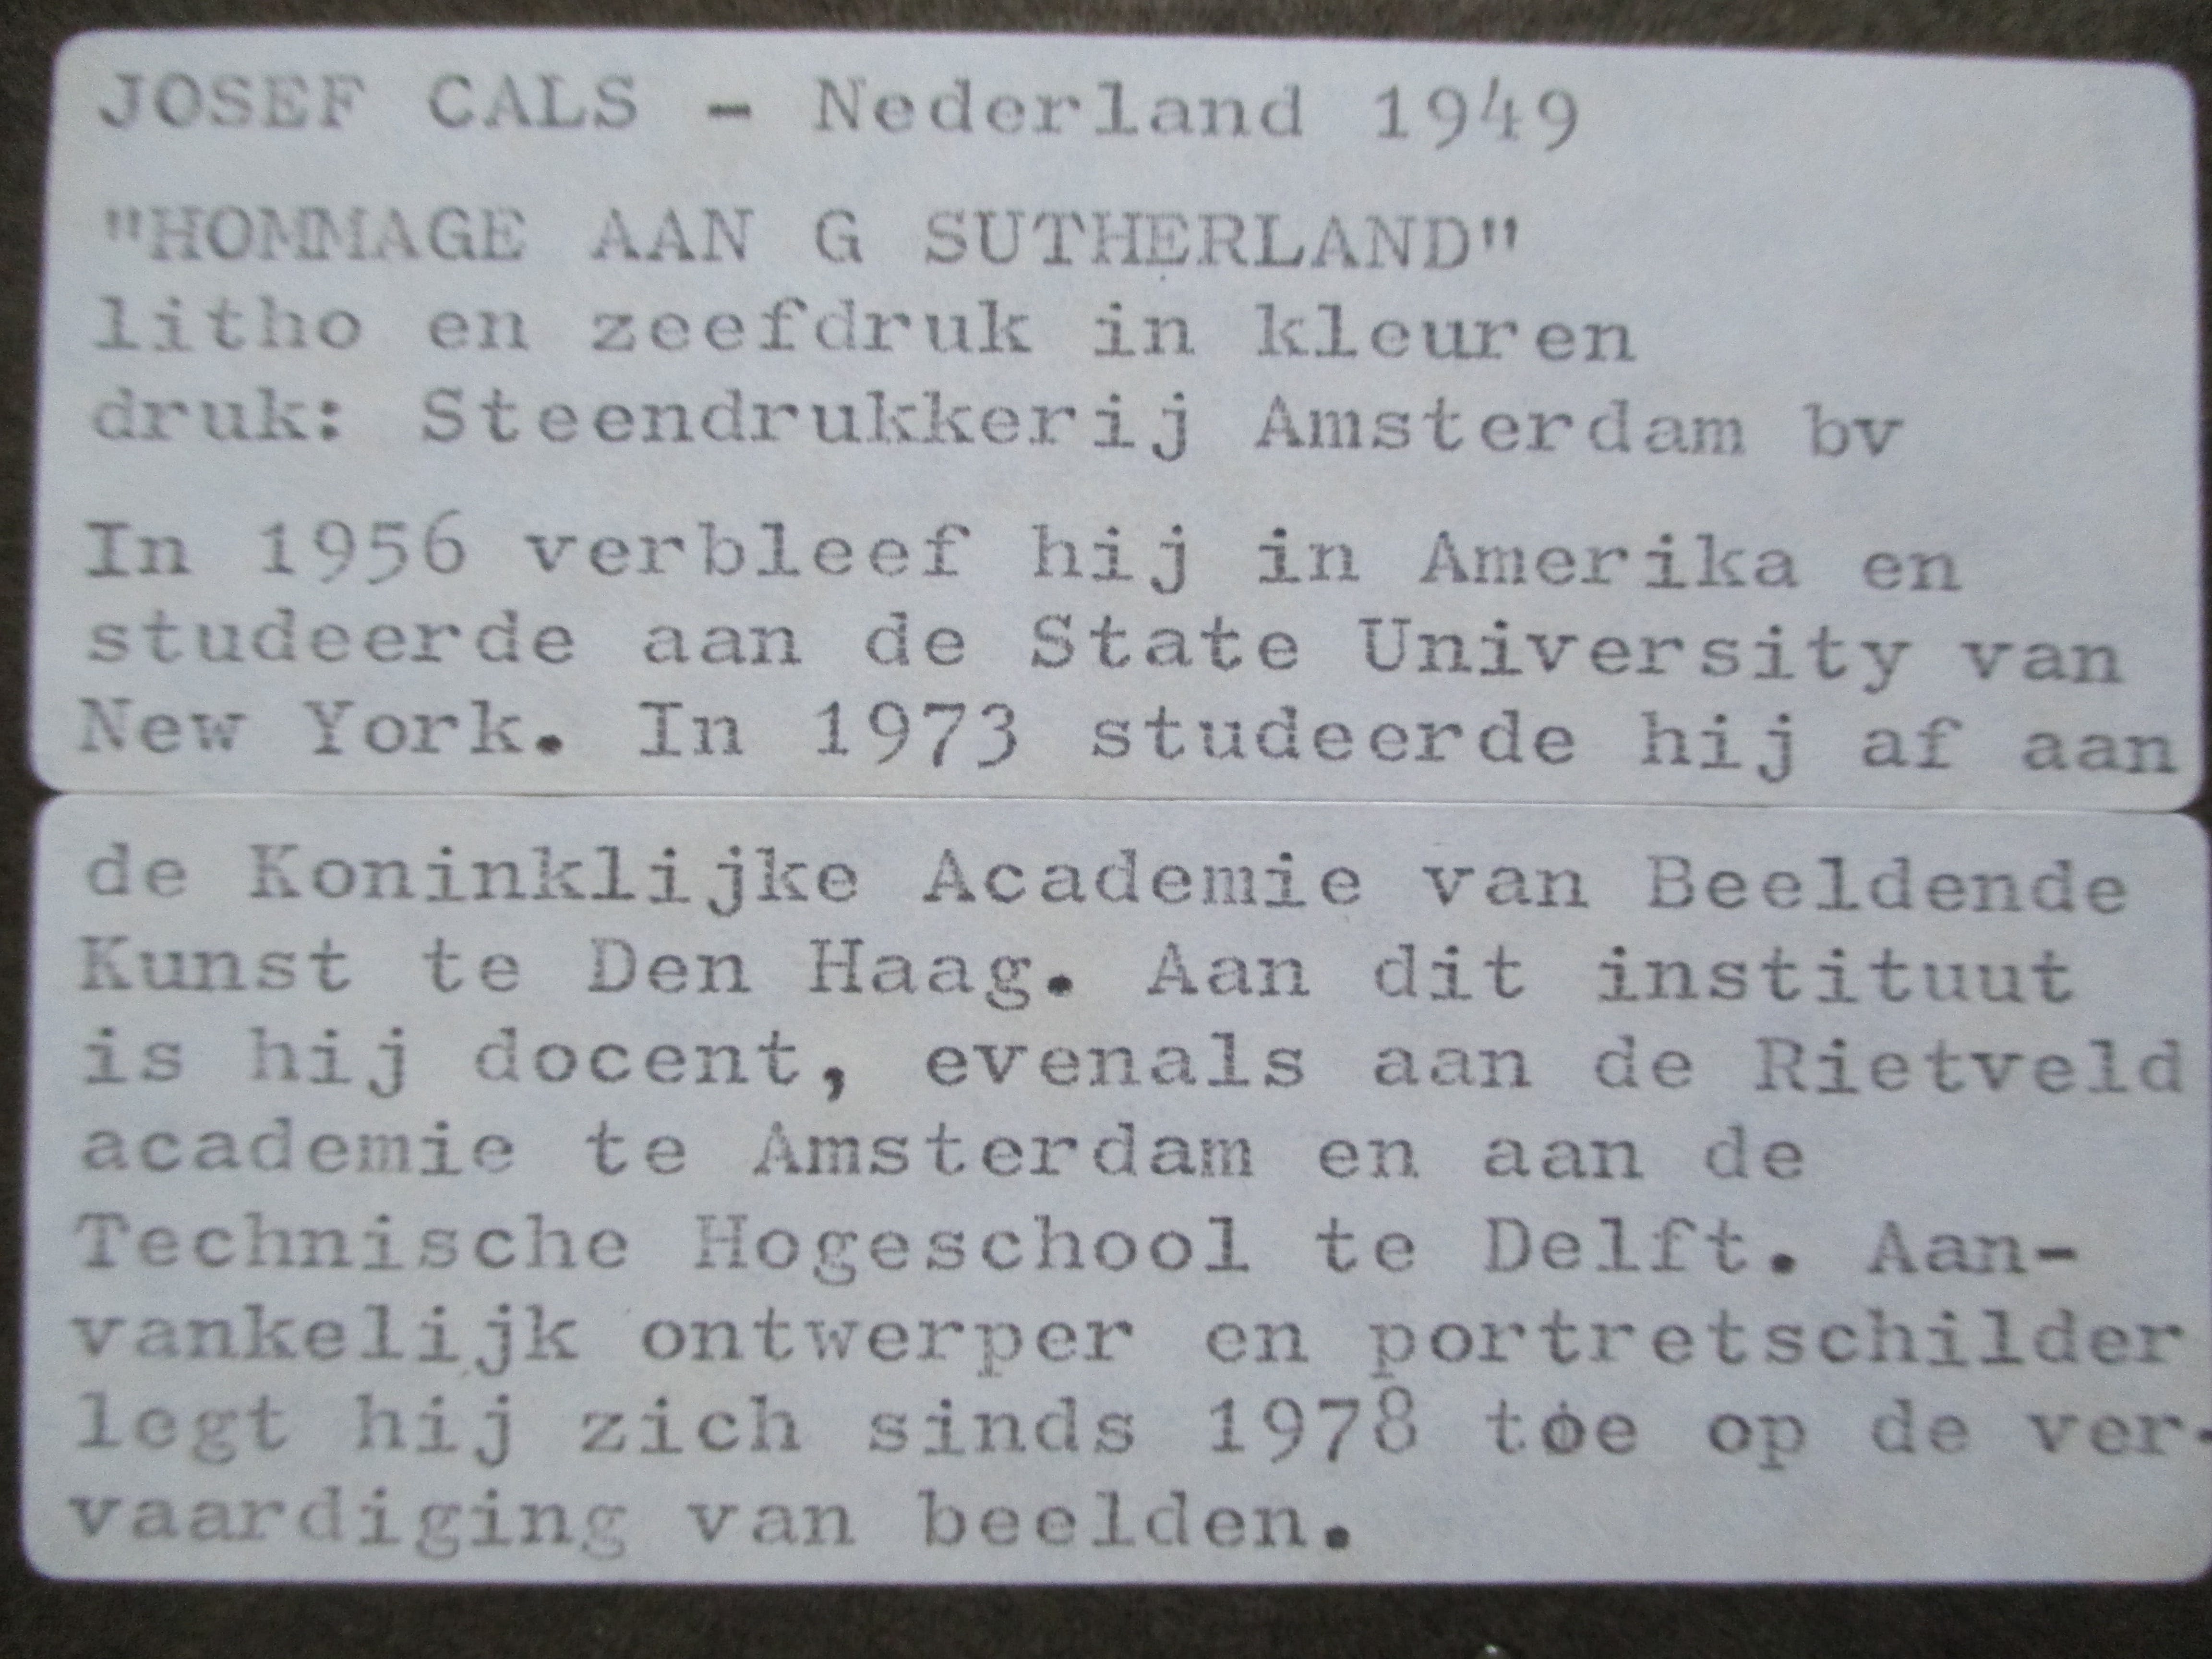 JOSEF CALS - Nederland 1949
"HOMMAGE AAN G SUTHERLAND"
litho en zeefdruk in kleuren
druk: Steendrukkerij Amsterdam bv
In 1956 verbleef hij in Amerika en
studeerde aan de State University van
New York. In 1973 studeerde hij af aan
de Koninklijke Academie van Beeldende
Kunst te Den Haag. Aan dit instituut
is hij docent, evenals aan de Rietveld
academie te Amsterdam en aan de
Technische Hogeschool te Delft. Aan-
vankelijk ontwerper en portretschilder
legt hij zich sinds 1978 toe op de ver-
vaardiging van beelden.